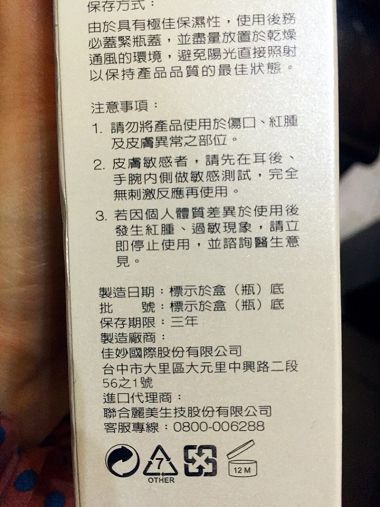 保存方式：
由於具有極佳保濕性，使用後務
必蓋緊瓶蓋，並盡量放置於乾燥
通風的環境，避免陽光直接照射
以保持產品品質的最佳狀態。
注意事項：
1. 請勿將產品使用於傷口、紅腫
及皮膚異常之部位。
2. 皮膚敏感者，請先在耳後、
手腕內側做敏感測試，完全
無刺激反應再使用。
3. 若因個人體質差異於使用後
發生紅腫、過敏現象，請立
即停止使用，並諮詢醫生意
見。
製造日期：標示於盒（瓶）底
批　　號：標示於盒（瓶）底
保存期限：三年
製造廠商：
佳妙國際股份有限公司
台中市大里區大元里中興路二段
56之1號
進口代理商：
聯合麗美生技股份有限公司
客服專線：0800-006288
7
OTHER
12 M